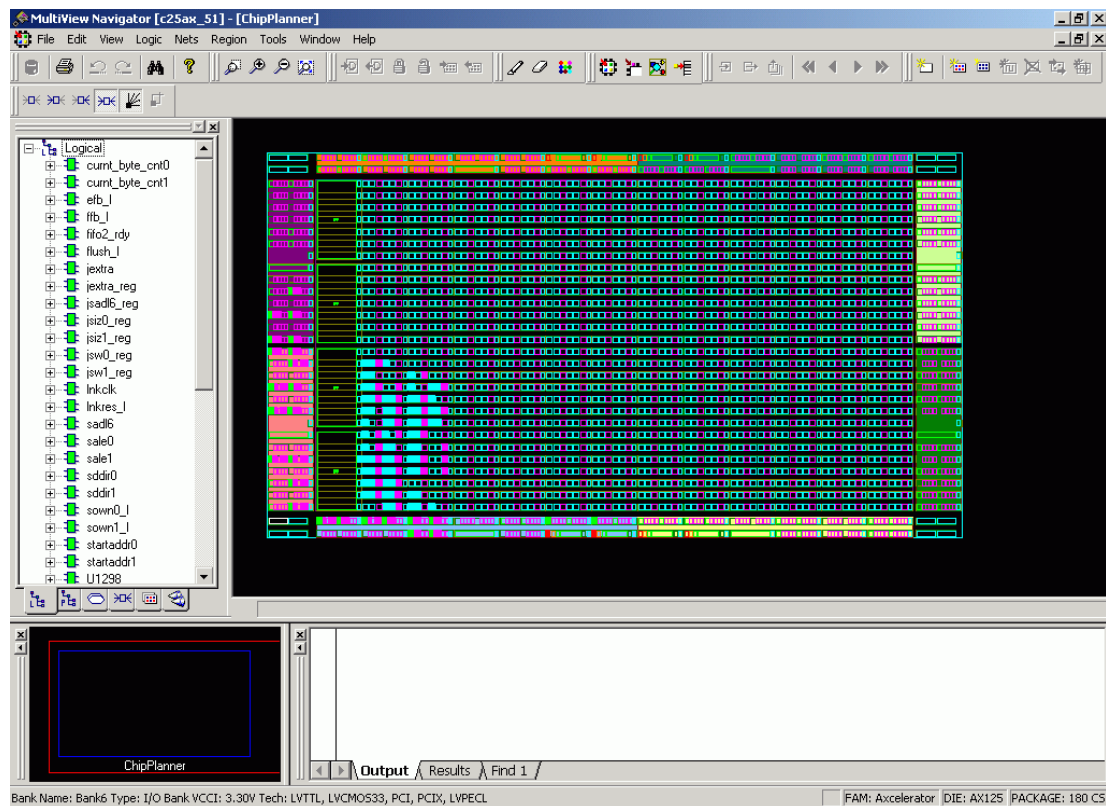 MultiView Navigator [c25ax_51] - [ChipPlanner]
File Edit View Logic Nets Region Tools Window Help
Logical
curnt_byte_cnt0
curnt_byte_cnt1
efb_l
ffb_l
fifo2_rdy
flush_l
jextra
jextra_reg
jsadl6_reg
jsiz0_reg
jsiz1_reg
jsw0_reg
jsw1_reg
lnkclk
lnkres_l
sadl6
sale0
sale1
sddir0
sddir1
sown0_l
sown1_l
startaddr0
startaddr1
U1298
ChipPlanner
Output Results Find 1
Bank Name: Bank6 Type: I/O Bank VCCI: 3.30V Tech: LVTTL, LVCMOS33, PCI, PCIX, LVPECL FAM: Axcelerator DIE: AX125 PACKAGE: 180 CS